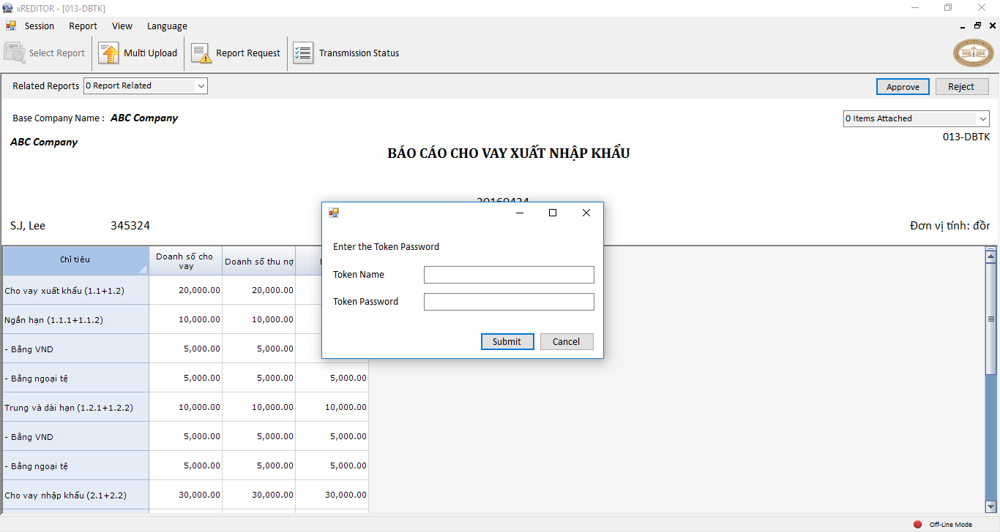 xREDITOR - [013-DBTK]
Session Report View Language
Select Report Multi Upload Report Request Transmission Status
Related Reports 0 Report Related Approve Reject
Base Company Name : ABC Company 0 Items Attached
013-DBTK
ABC Company
BÁO CÁO CHO VAY XUẤT NHẬP KHẨU
20160424
S.J, Lee 345324 Đơn vị tính: đồr
Enter the Token Password
Token Name
Token Password
Submit Cancel
Chỉ tiêu Doanh số cho vay Doanh số thu nợ
Cho vay xuất khẩu (1.1+1.2) 20,000.00 20,000.00
Ngắn hạn (1.1.1+1.1.2) 10,000.00 10,000.00
- Bằng VND 5,000.00 5,000.00
- Bằng ngoại tệ 5,000.00 5,000.00 5,000.00
Trung và dài hạn (1.2.1+1.2.2) 10,000.00 10,000.00 10,000.00
- Bằng VND 5,000.00 5,000.00 5,000.00
- Bằng ngoại tệ 5,000.00 5,000.00 5,000.00
Cho vay nhập khẩu (2.1+2.2) 30,000.00 30,000.00 30,000.00
Off-Line Mode